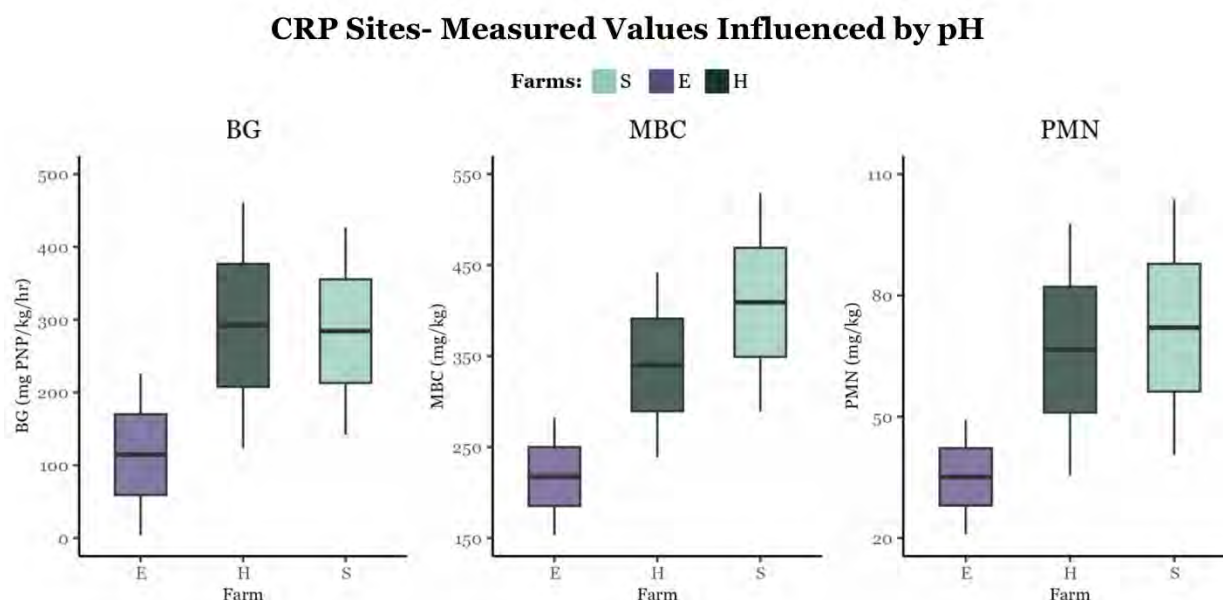 CRP Sites- Measured Values Influenced by pH
Farms: S E H
BG
BG (mg PNP/kg/hr)
500
400
300
200
100
0
E H S
Farm
MBC
MBC (mg/kg)
550
450
350
250
150
E H S
Farm
PMN
PMN (mg/kg)
110
80
50
20
E H S
Farm